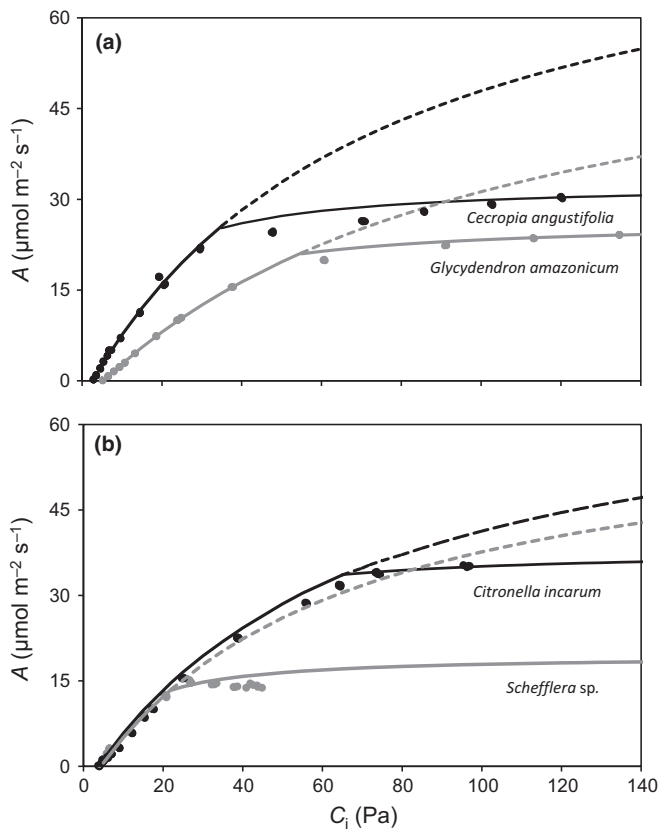 (a)
60
45
30
15
0
A (μmol m⁻² s⁻¹)
Cecropia angustifolia
Glycydendron amazonicum
(b)
60
45
30
15
0
A (μmol m⁻² s⁻¹)
Citronella incarum
Schefflera sp.
0 20 40 60 80 100 120 140
Cᵢ (Pa)